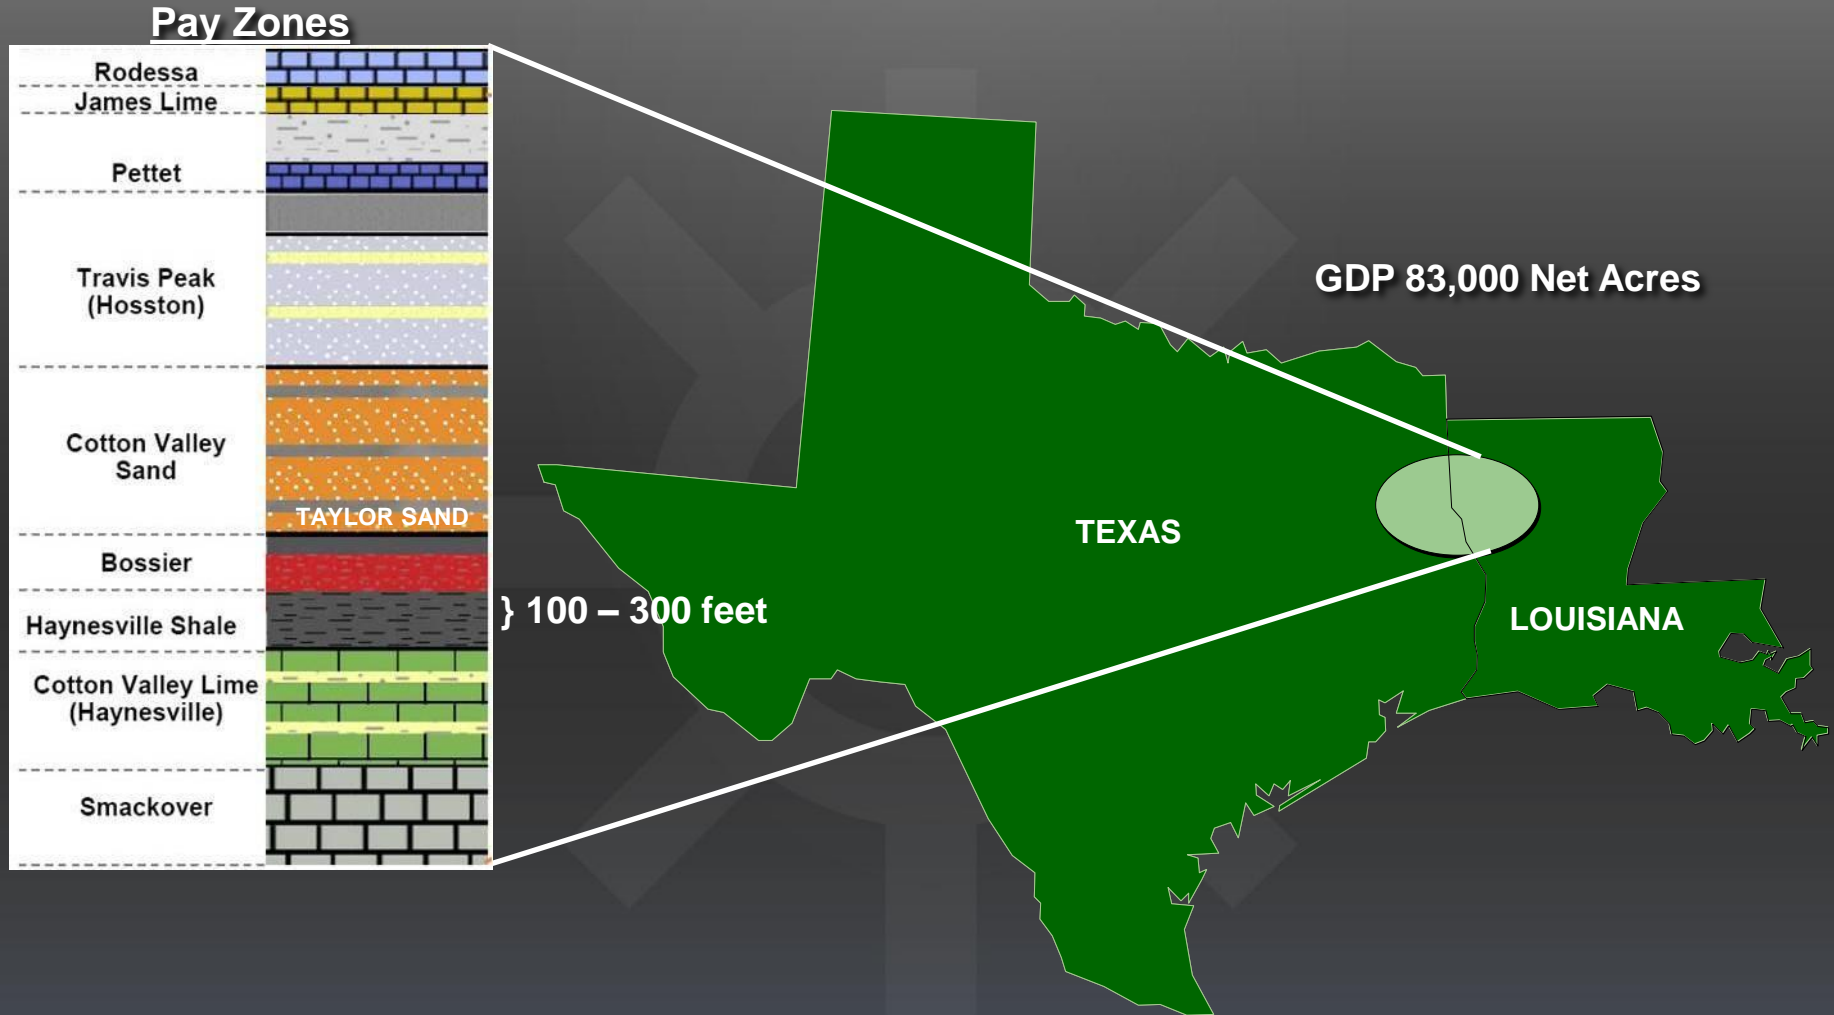 Pay Zones
Rodessa
James Lime
Pettet
Travis Peak
(Hosston)
Cotton Valley
Sand
TAYLOR SAND
Bossier
Haynesville Shale
} 100 – 300 feet
Cotton Valley Lime
(Haynesville)
Smackover
GDP 83,000 Net Acres
TEXAS
LOUISIANA